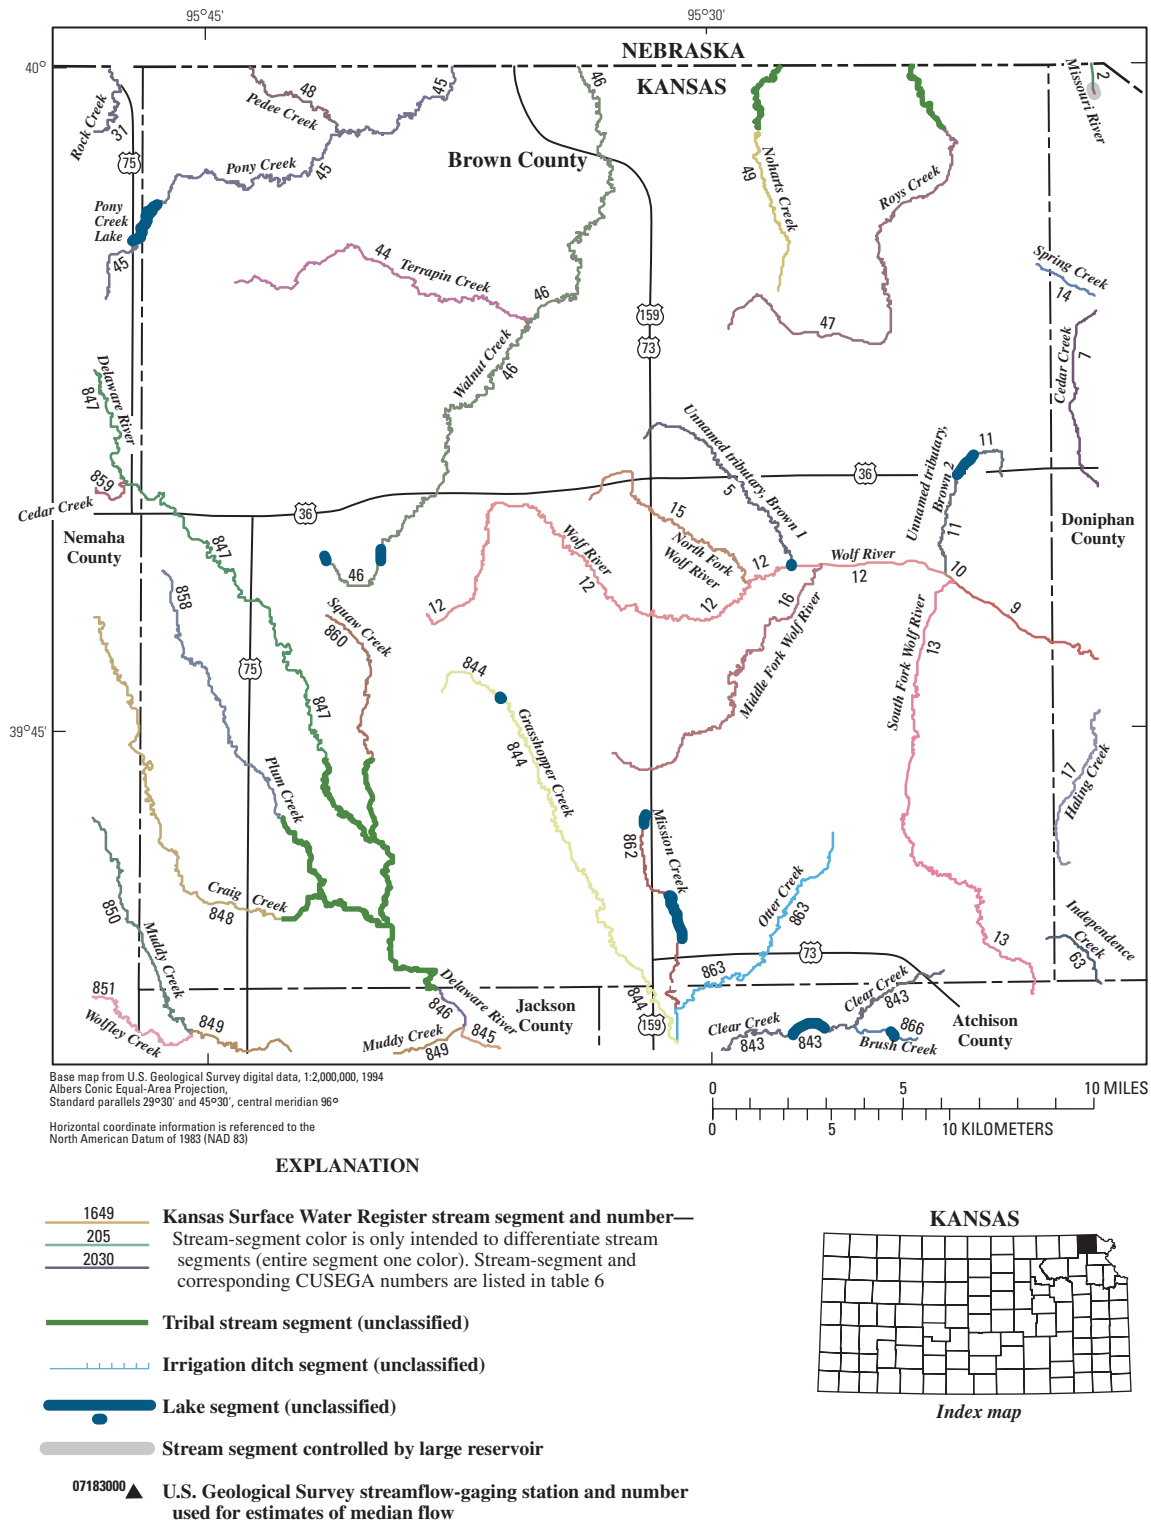 95°45'
95°30'
NEBRASKA
40°
KANSAS
Missouri River
2
48
Pedee Creek
45
46
Rock Creek
31
75
Pony Creek
45
Brown County
49
Noharts Creek
Roys Creek
Pony
Creek
Lake
45
44
Terrapin Creek
46
Spring Creek
14
159
73
47
Walnut Creek
46
Cedar Creek
7
Delaware River
847
Unnamed tributary, Brown 1
5
Unnamed tributary,
Brown 2
11
11
36
859
Cedar Creek
36
15
North Fork
Wolf River
Doniphan
County
Nemaha
County
847
46
Wolf River
12
12
12
12
Wolf River
12
10
9
858
Squaw Creek
860
16
Middle Fork Wolf River
South Fork Wolf River
13
75
844
847
Grasshopper Creek
844
39°45'
17
Haling Creek
Plum Creek
862
Mission Creek
Otter Creek
863
Craig Creek
848
850
Muddy Creek
13
Independence
Creek
63
73
863
851
Wolfley Creek
849
846
Delaware River
Muddy Creek
849
845
Jackson
County
844
159
Clear Creek
843
Clear Creek
843
843
866
Brush Creek
Atchison
County
Base map from U.S. Geological Survey digital data, 1:2,000,000, 1994
Albers Conic Equal-Area Projection,
Standard parallels 29°30' and 45°30', central meridian 96°
Horizontal coordinate information is referenced to the
North American Datum of 1983 (NAD 83)
0 5 10 MILES
0 5 10 KILOMETERS
EXPLANATION
1649
205
2030
Kansas Surface Water Register stream segment and number—
Stream-segment color is only intended to differentiate stream
segments (entire segment one color). Stream-segment and
corresponding CUSEGA numbers are listed in table 6
Tribal stream segment (unclassified)
Irrigation ditch segment (unclassified)
Lake segment (unclassified)
Stream segment controlled by large reservoir
07183000 U.S. Geological Survey streamflow-gaging station and number
used for estimates of median flow
KANSAS
Index map